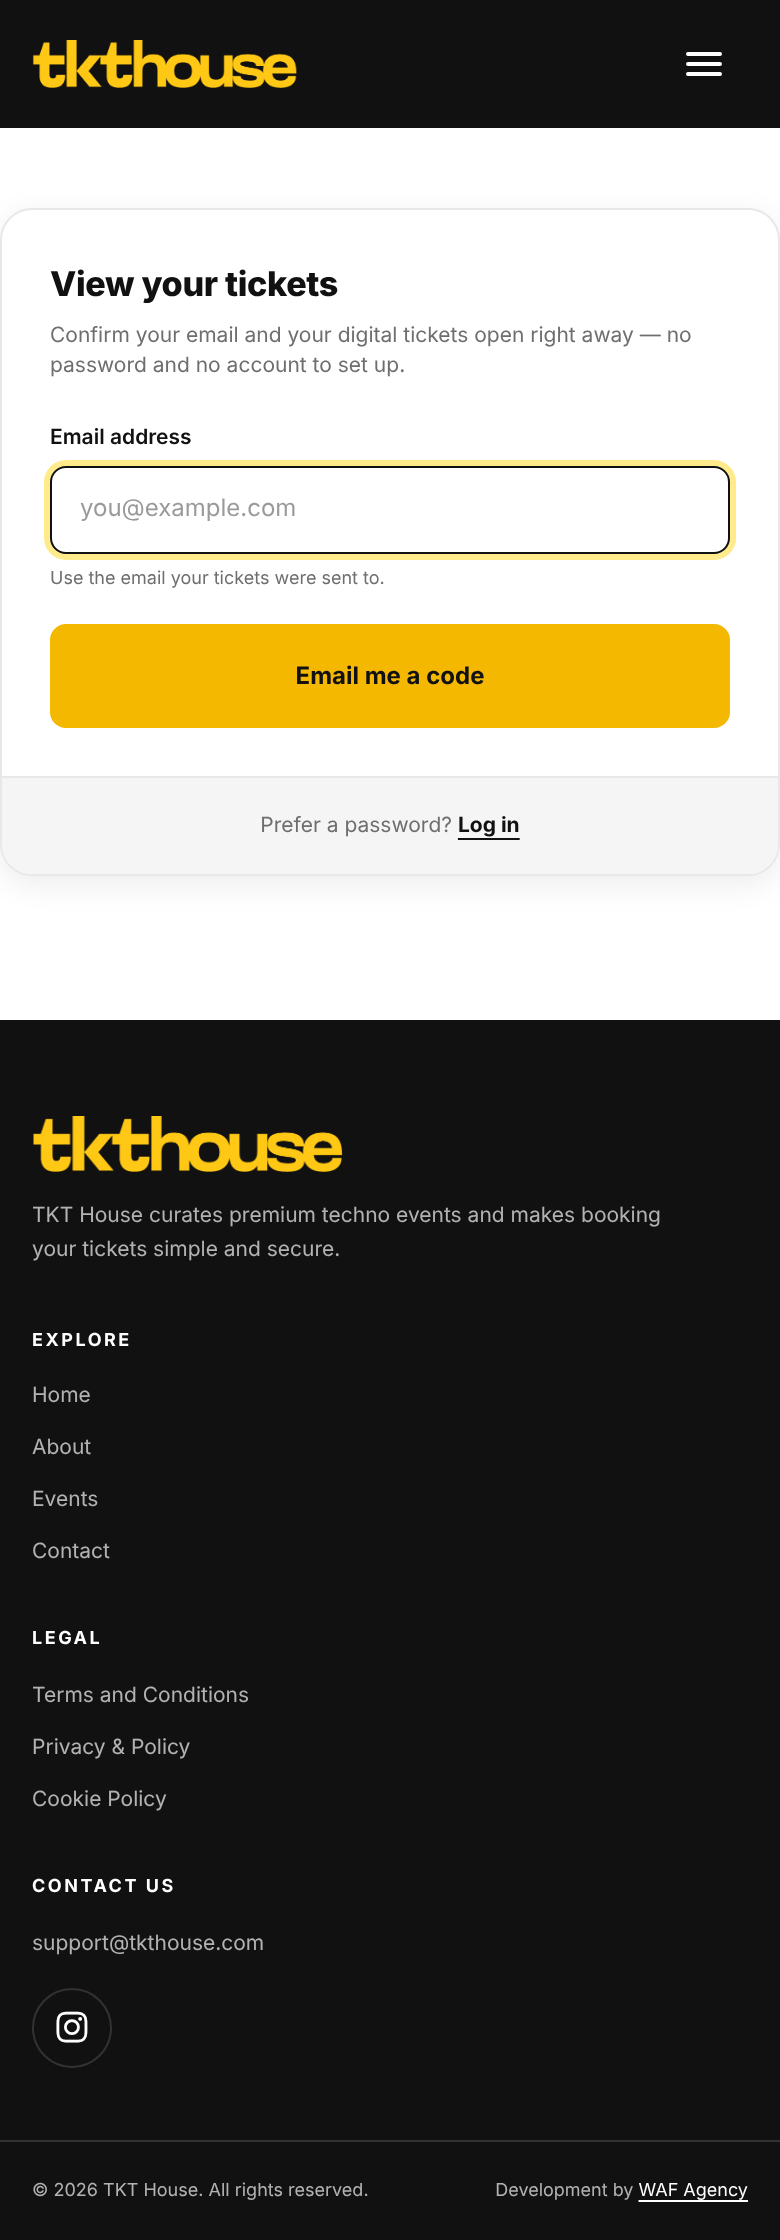 tkthouse
View your tickets
Confirm your email and your digital tickets open right away — no
password and no account to set up.
Email address
you@example.com
Use the email your tickets were sent to.
Email me a code
Prefer a password? Log in
tkthouse
TKT House curates premium techno events and makes booking
your tickets simple and secure.
EXPLORE
Home
About
Events
Contact
LEGAL
Terms and Conditions
Privacy & Policy
Cookie Policy
CONTACT US
support@tkthouse.com
© 2026 TKT House. All rights reserved.
Development by WAF Agency